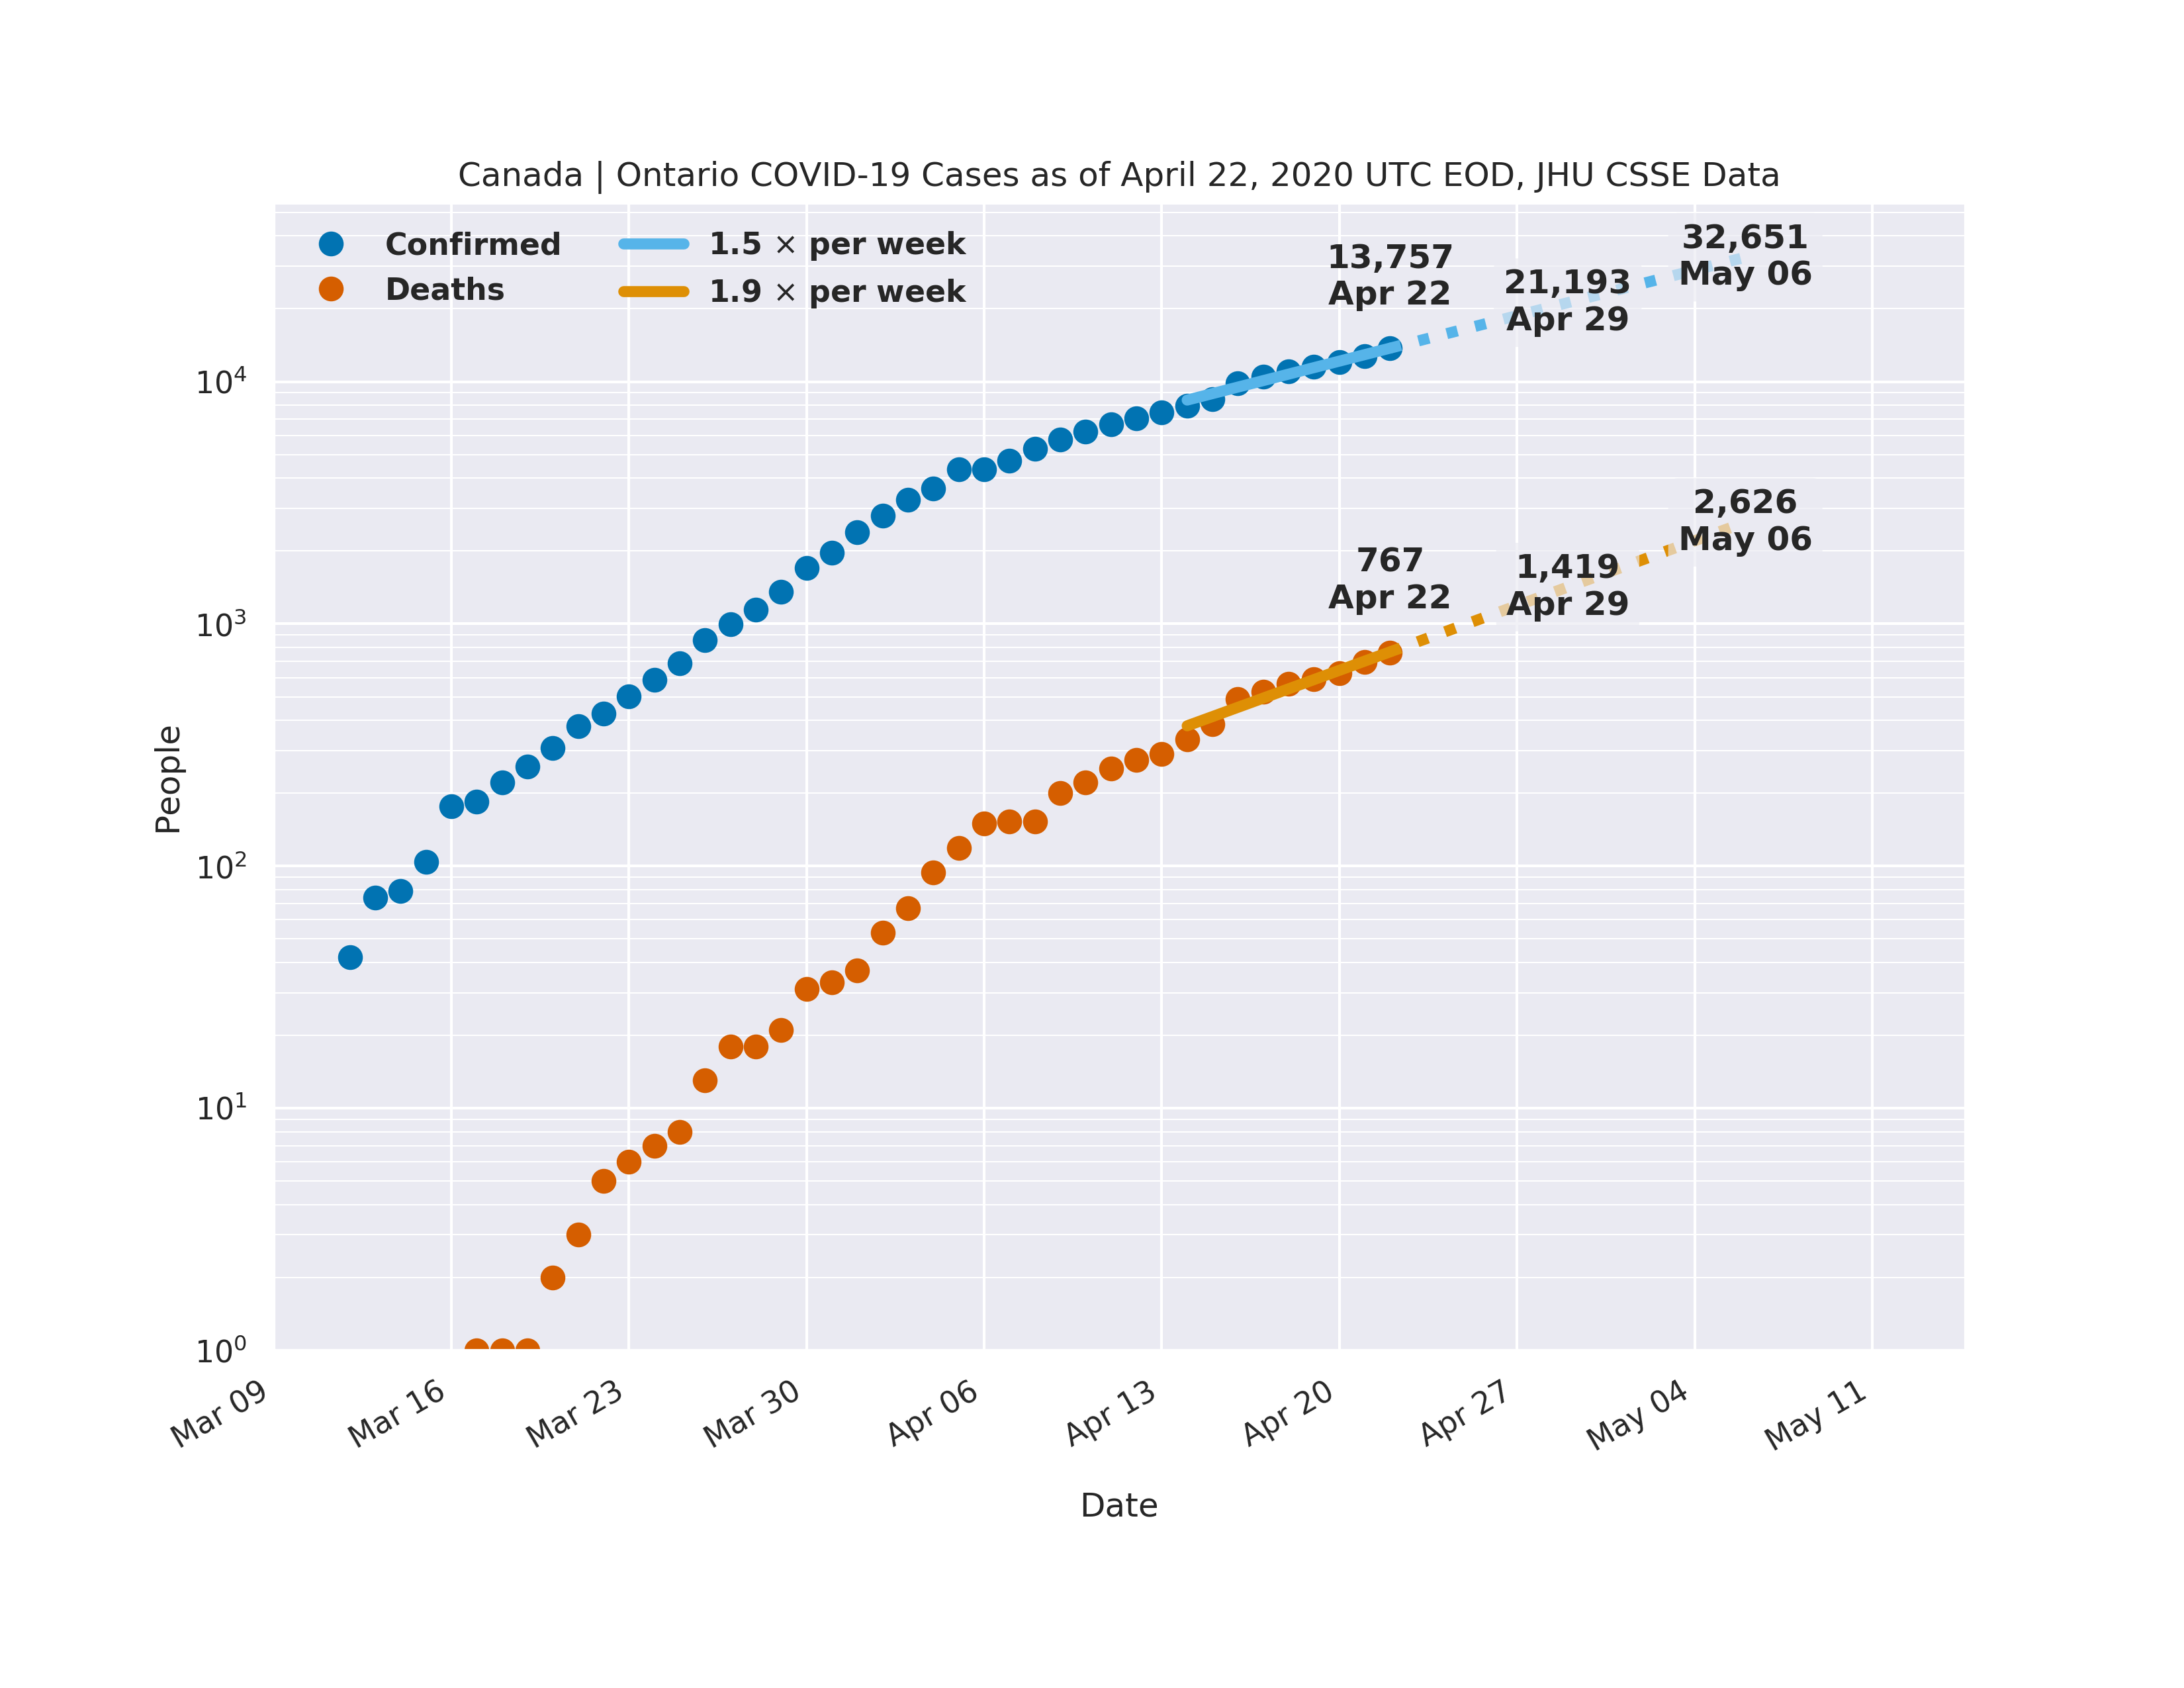 Canada | Ontario COVID-19 Cases as of April 22, 2020 UTC EOD, JHU CSSE Data
Confirmed
Deaths
1.5 × per week
1.9 × per week
13,757
Apr 22
21,193
Apr 29
32,651
May 06
767
Apr 22
1,419
Apr 29
2,626
May 06
People
10⁴
10³
10²
10¹
10⁰
Mar 09
Mar 16
Mar 23
Mar 30
Apr 06
Apr 13
Apr 20
Apr 27
May 04
May 11
Date